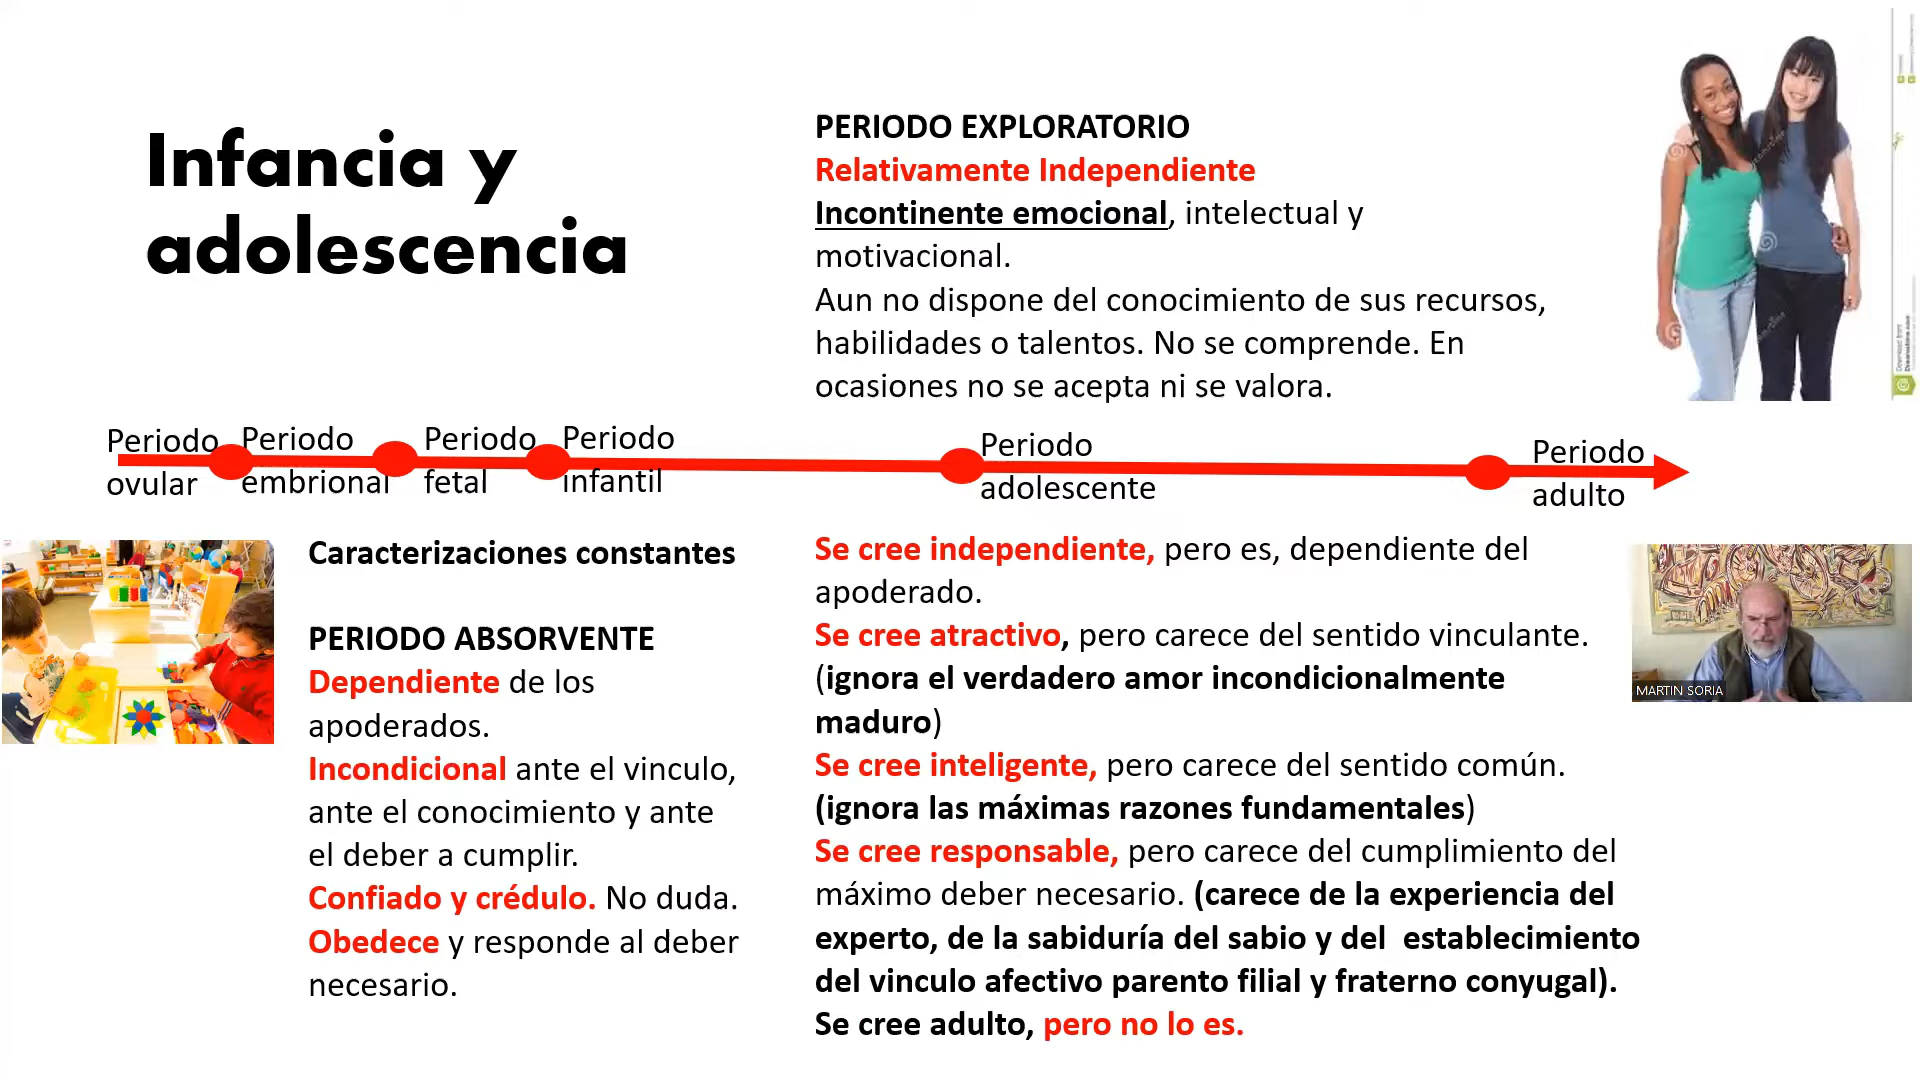 Infancia y
adolescencia
PERIODO EXPLORATORIO
Relativamente Independiente
Incontinente emocional, intelectual y
motivacional.
Aun no dispone del conocimiento de sus recursos,
habilidades o talentos. No se comprende. En
ocasiones no se acepta ni se valora.
Periodo
ovular
Periodo
embrional
Periodo
fetal
Periodo
infantil
Periodo
adolescente
Periodo
adulto
Caracterizaciones constantes
PERIODO ABSORVENTE
Dependiente de los
apoderados.
Incondicional ante el vinculo,
ante el conocimiento y ante
el deber a cumplir.
Confiado y crédulo. No duda.
Obedece y responde al deber
necesario.
Se cree independiente, pero es, dependiente del
apoderado.
Se cree atractivo, pero carece del sentido vinculante.
(ignora el verdadero amor incondicionalmente
maduro)
Se cree inteligente, pero carece del sentido común.
(ignora las máximas razones fundamentales)
Se cree responsable, pero carece del cumplimiento del
máximo deber necesario. (carece de la experiencia del
experto, de la sabiduría del sabio y del  establecimiento
del vinculo afectivo parento filial y fraterno conyugal).
Se cree adulto, pero no lo es.
MARTIN SORIA